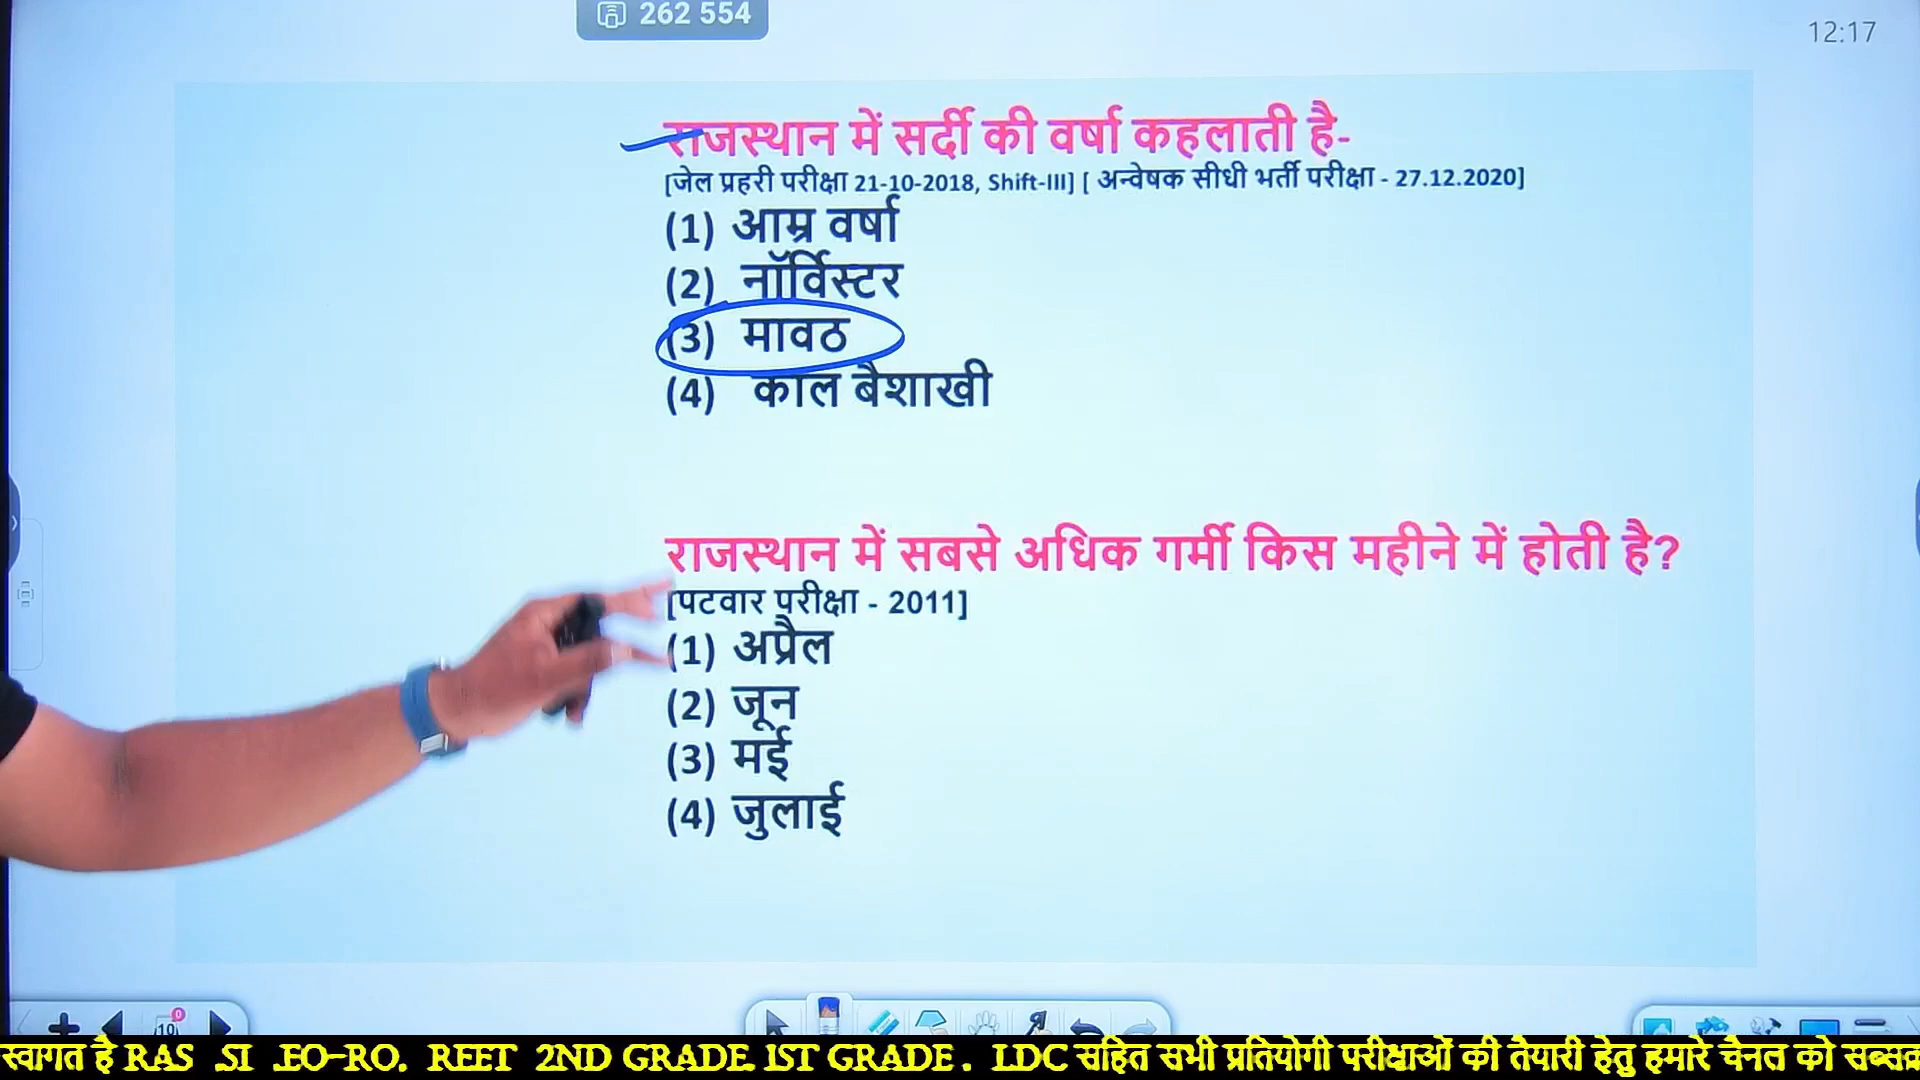 262 554
12:17
राजस्थान में सर्दी की वर्षा कहलाती है-
[जेल प्रहरी परीक्षा 21-10-2018, Shift-III] [ अन्वेषक सीधी भर्ती परीक्षा - 27.12.2020]
(1) आम्र वर्षा
(2) नॉर्विस्टर
(3) मावठ
(4) काल बैशाखी
राजस्थान में सबसे अधिक गर्मी किस महीने में होती है?
[पटवार परीक्षा - 2011]
(1) अप्रैल
(2) जून
(3) मई
(4) जुलाई
10
0
स्वागत है RAS .SI .EO-RO. REET 2ND GRADE. 1ST GRADE . LDC सहित सभी प्रतियोगी परीक्षाओं की तैयारी हेतु हमारे चैनल को